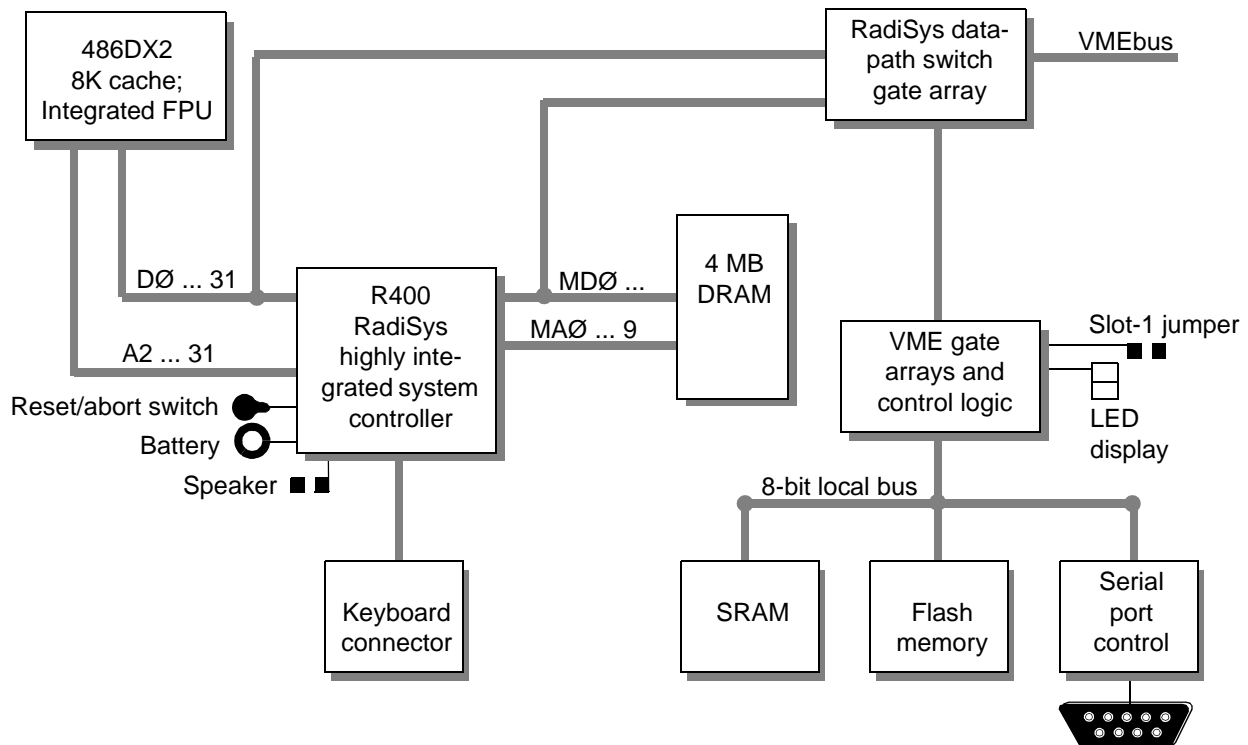 486DX2
8K cache;
Integrated FPU
RadiSys data-
path switch
gate array
VMEbus
DØ ... 31
A2 ... 31
R400
RadiSys
highly inte-
grated system
controller
MDØ ...
MAØ ... 9
4 MB
DRAM
Reset/abort switch
Battery
Speaker
VME gate
arrays and
control logic
Slot-1 jumper
LED
display
8-bit local bus
Keyboard
connector
SRAM
Flash
memory
Serial
port
control